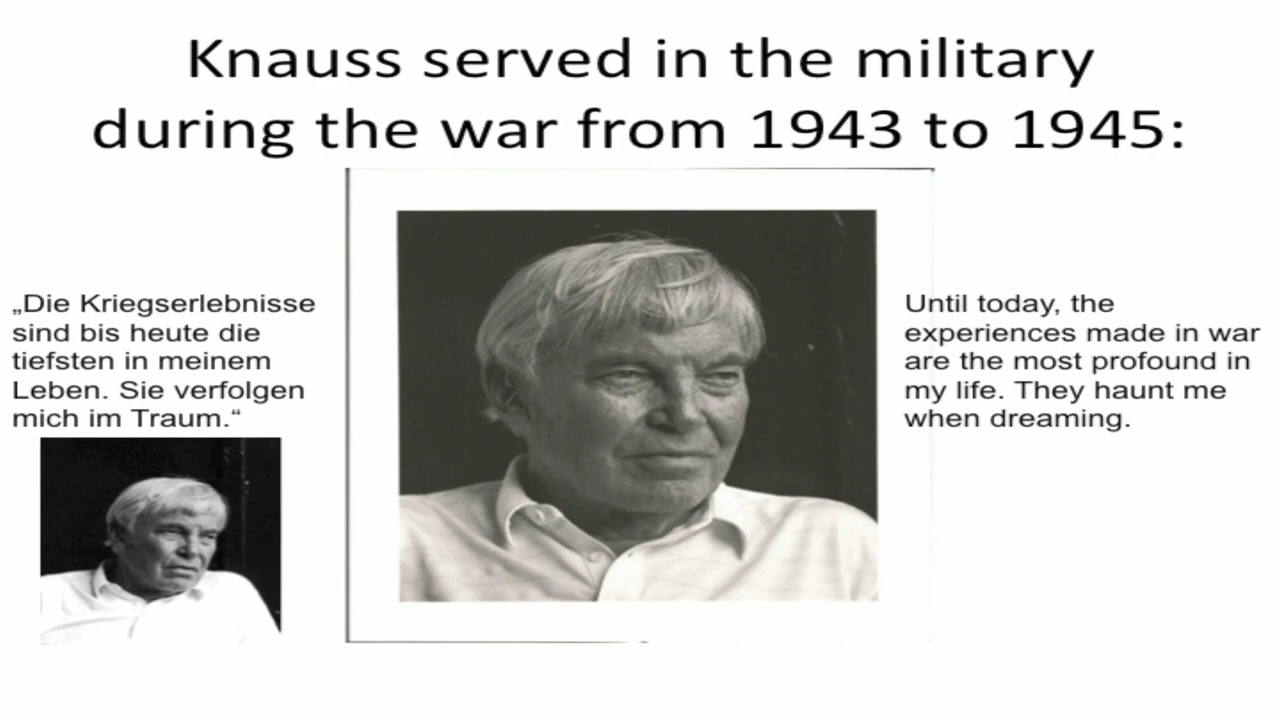 Knauss served in the military
during the war from 1943 to 1945:
„Die Kriegserlebnisse
sind bis heute die
tiefsten in meinem
Leben. Sie verfolgen
mich im Traum.“
Until today, the
experiences made in war
are the most profound in
my life. They haunt me
when dreaming.